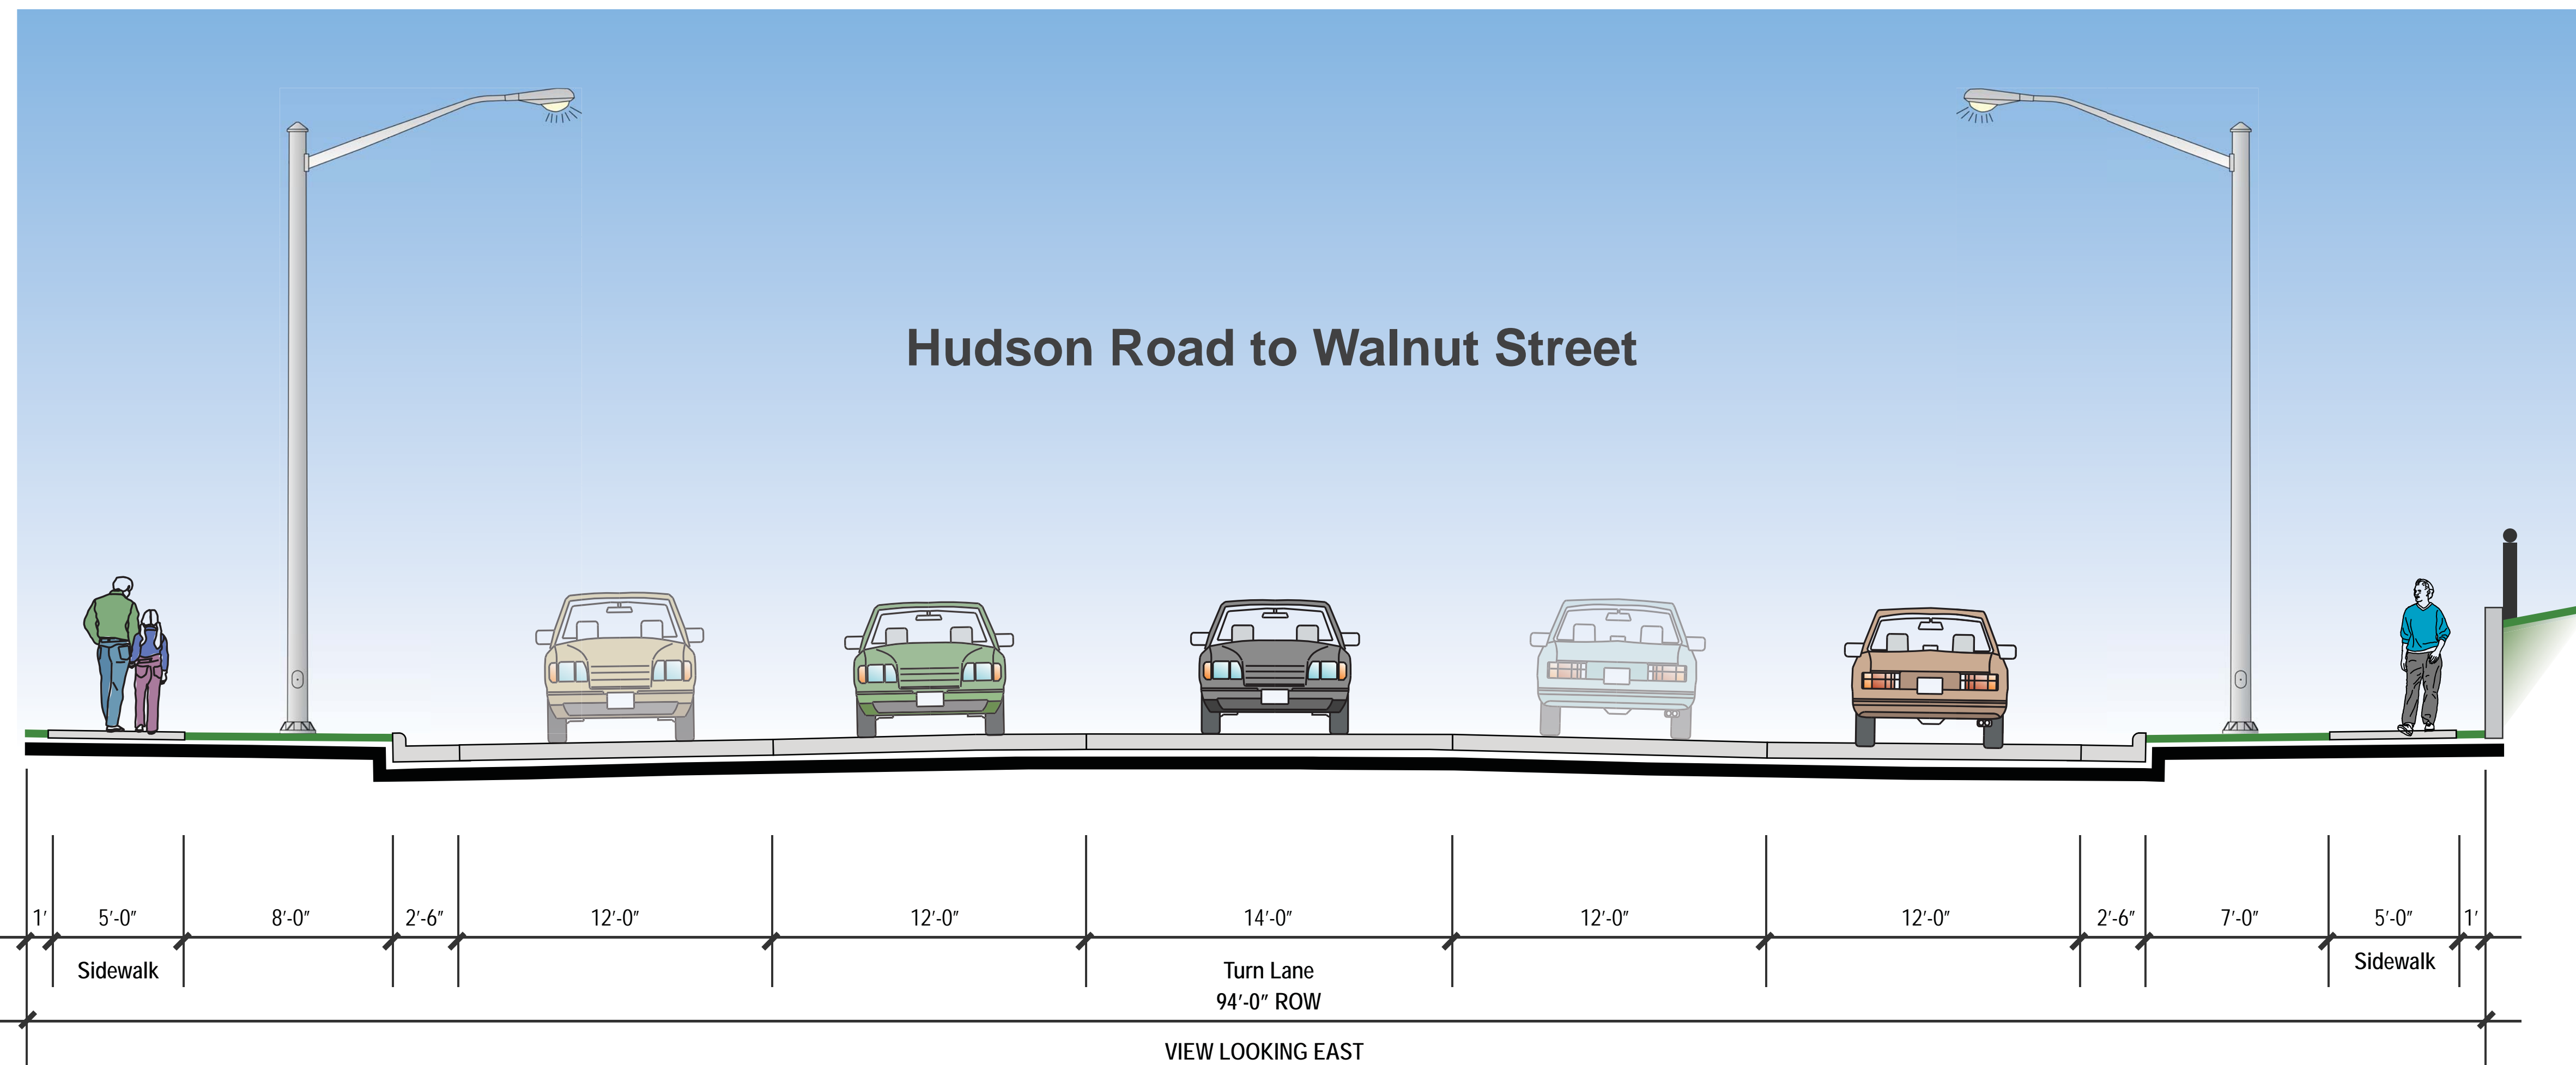 Hudson Road to Walnut Street
1′ 5′-0″ 8′-0″ 2′-6″ 12′-0″ 12′-0″ 14′-0″ 12′-0″ 12′-0″ 2′-6″ 7′-0″ 5′-0″ 1′
Sidewalk Turn Lane Sidewalk
94′-0″ ROW
VIEW LOOKING EAST